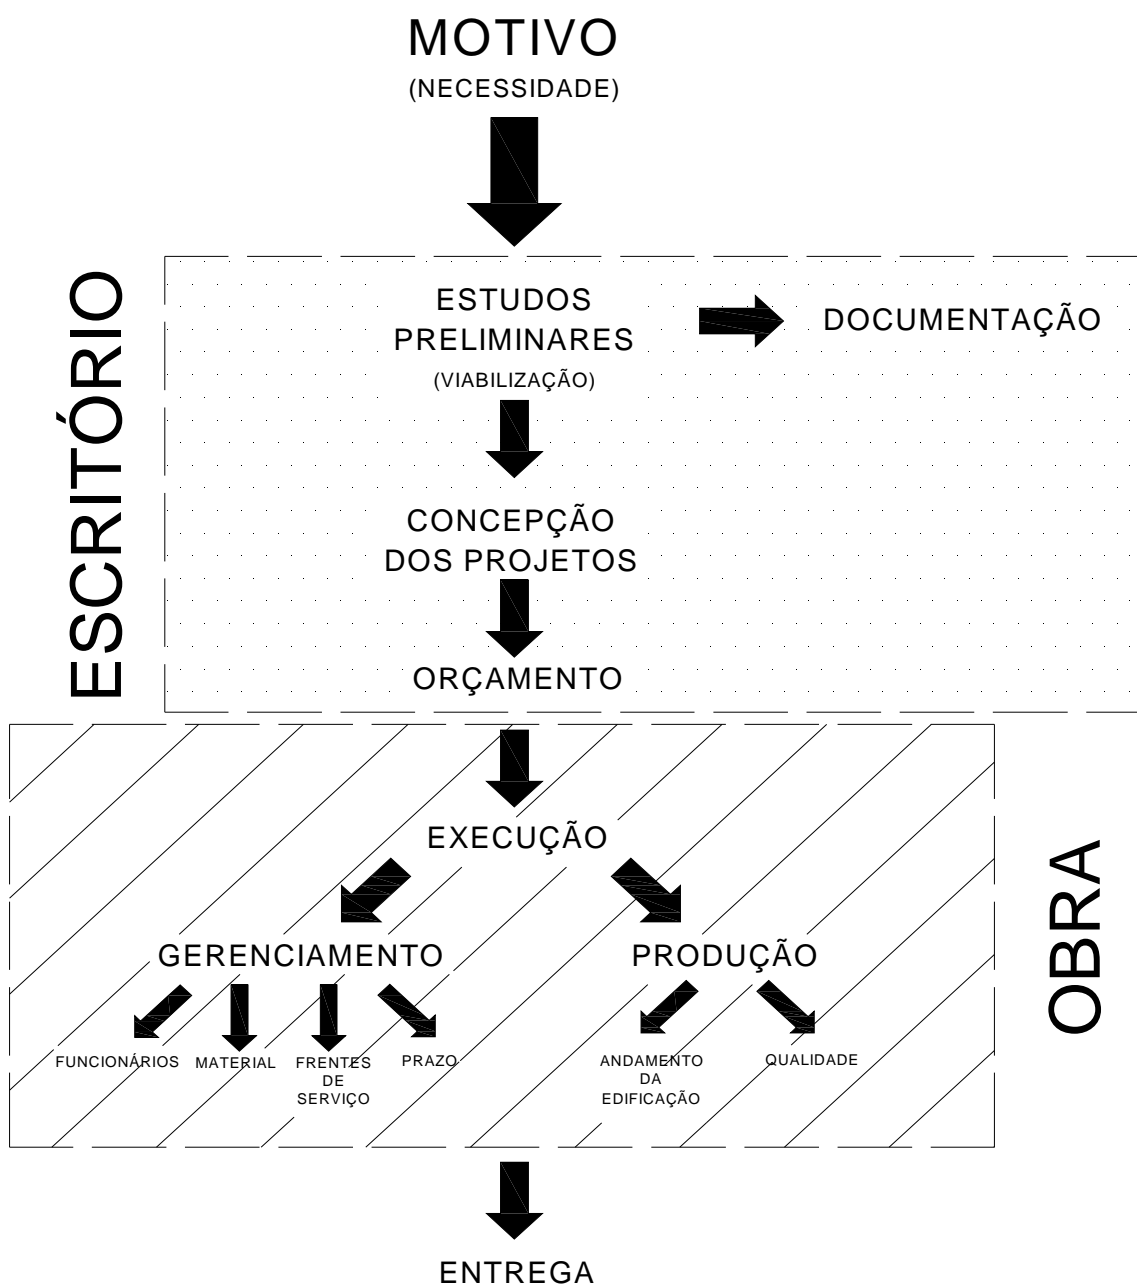 MOTIVO
(NECESSIDADE)
ESCRITÓRIO
ESTUDOS
PRELIMINARES
(VIABILIZAÇÃO)
DOCUMENTAÇÃO
CONCEPÇÃO
DOS PROJETOS
ORÇAMENTO
EXECUÇÃO
OBRA
GERENCIAMENTO
PRODUÇÃO
FUNCIONÁRIOS
MATERIAL
FRENTES
DE
SERVIÇO
PRAZO
ANDAMENTO
DA
EDIFICAÇÃO
QUALIDADE
ENTREGA